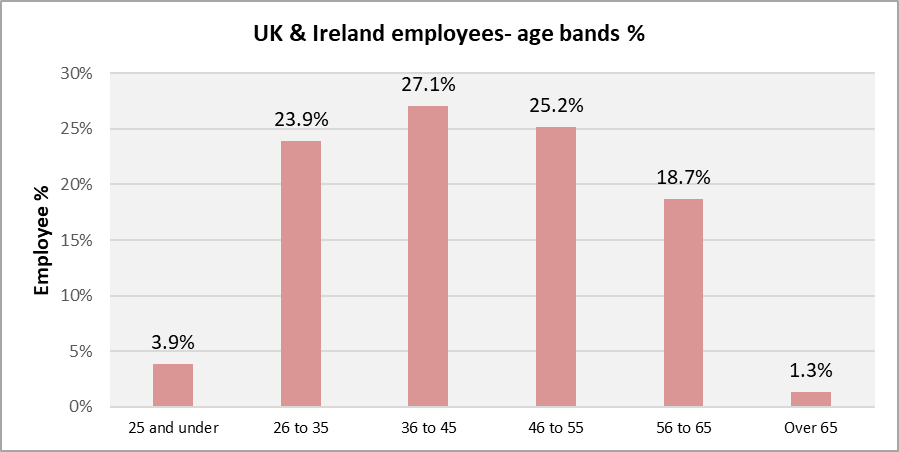 UK & Ireland employees- age bands %
Employee %
30%
25%
20%
15%
10%
5%
0%
3.9%
23.9%
27.1%
25.2%
18.7%
1.3%
25 and under
26 to 35
36 to 45
46 to 55
56 to 65
Over 65